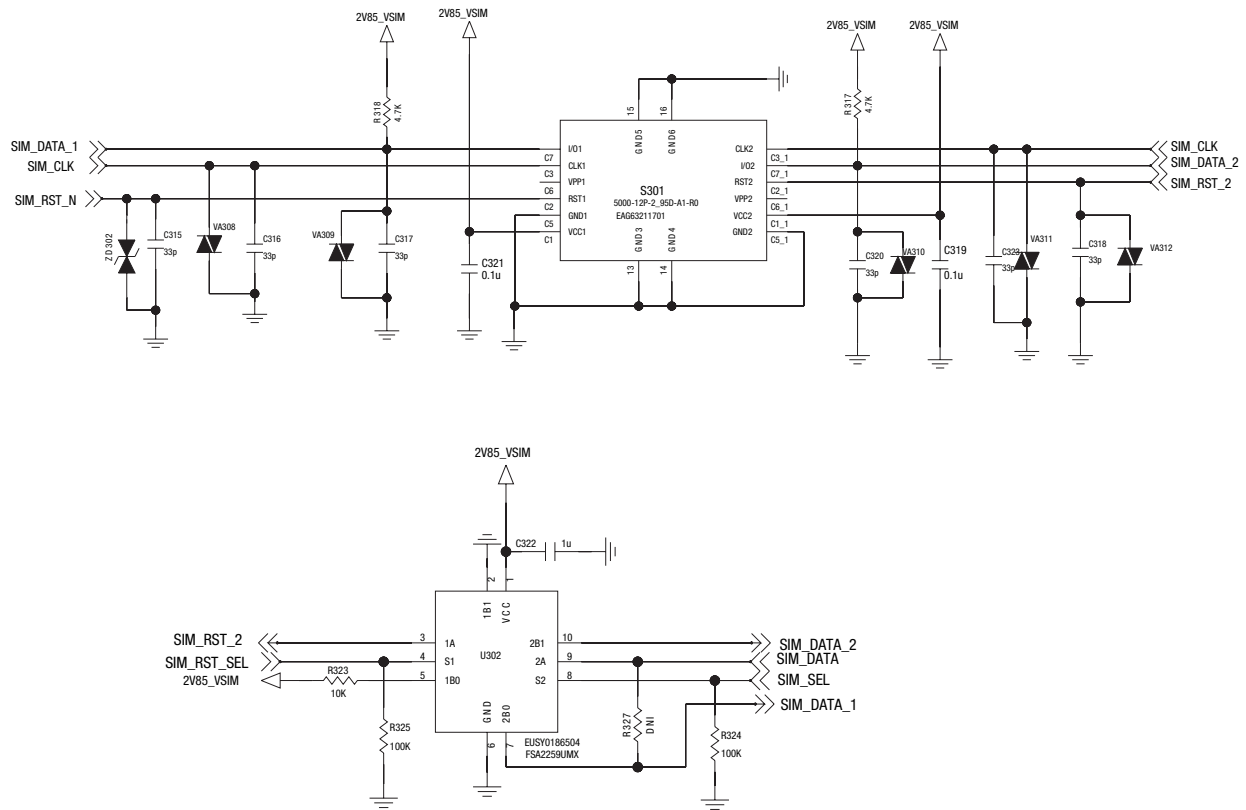 2V85_VSIM
2V85_VSIM
2V85_VSIM
2V85_VSIM
R318
4.7K
15
16
R317
4.7K
GND5
GND6
SIM_DATA_1
SIM_CLK
SIM_RST_N
I/O1
C7
CLK1
C3
VPP1
C6
RST1
C2
GND1
C5
VCC1
C1
S301
5000-12P-2_95D-A1-R0
EAG63211701
GND3
GND4
13
14
CLK2
C3_1
I/O2
C7_1
RST2
C2_1
VPP2
C6_1
VCC2
C1_1
GND2
C5_1
SIM_CLK
SIM_DATA_2
SIM_RST_2
ZD302
C315
33p
VA308
C316
33p
VA309
C317
33p
C321
0.1u
C320
33p
VA310
C319
0.1u
C323
33p
VA311
C318
33p
VA312
2V85_VSIM
C322
1u
2
1
1B1
VCC
SIM_RST_2
SIM_RST_SEL
2V85_VSIM
R323
10K
3
4
5
1A
S1
1B0
U302
2B1
2A
S2
10
9
8
SIM_DATA_2
SIM_DATA
SIM_SEL
SIM_DATA_1
GND
2B0
6
7
R325
100K
R327
DNI
R324
100K
EUSY0186504
FSA2259UMX